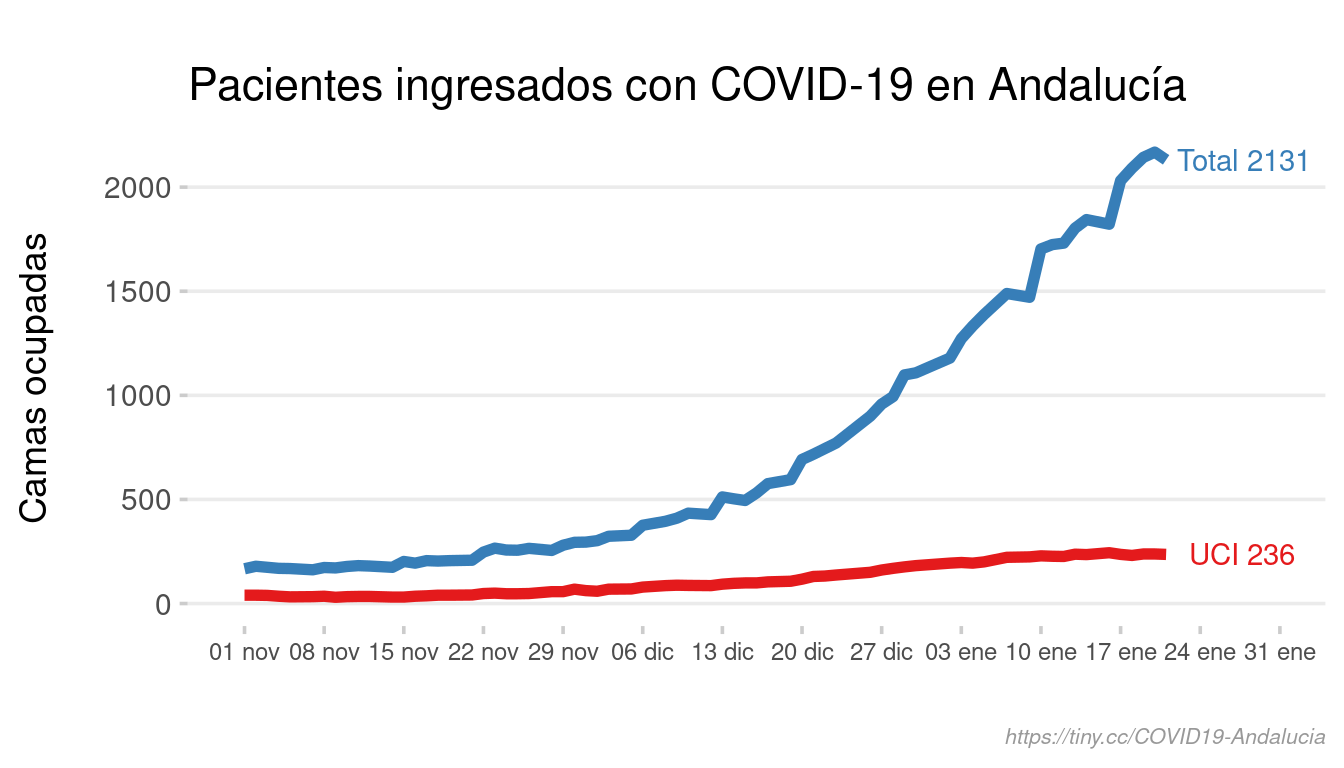 Pacientes ingresados con COVID-19 en Andalucía
Camas ocupadas
Total 2131
2000
1500
1000
500
UCI 236
0
01 nov 08 nov 15 nov 22 nov 29 nov 06 dic 13 dic 20 dic 27 dic 03 ene 10 ene 17 ene 24 ene 31 ene
https://tiny.cc/COVID19-Andalucia